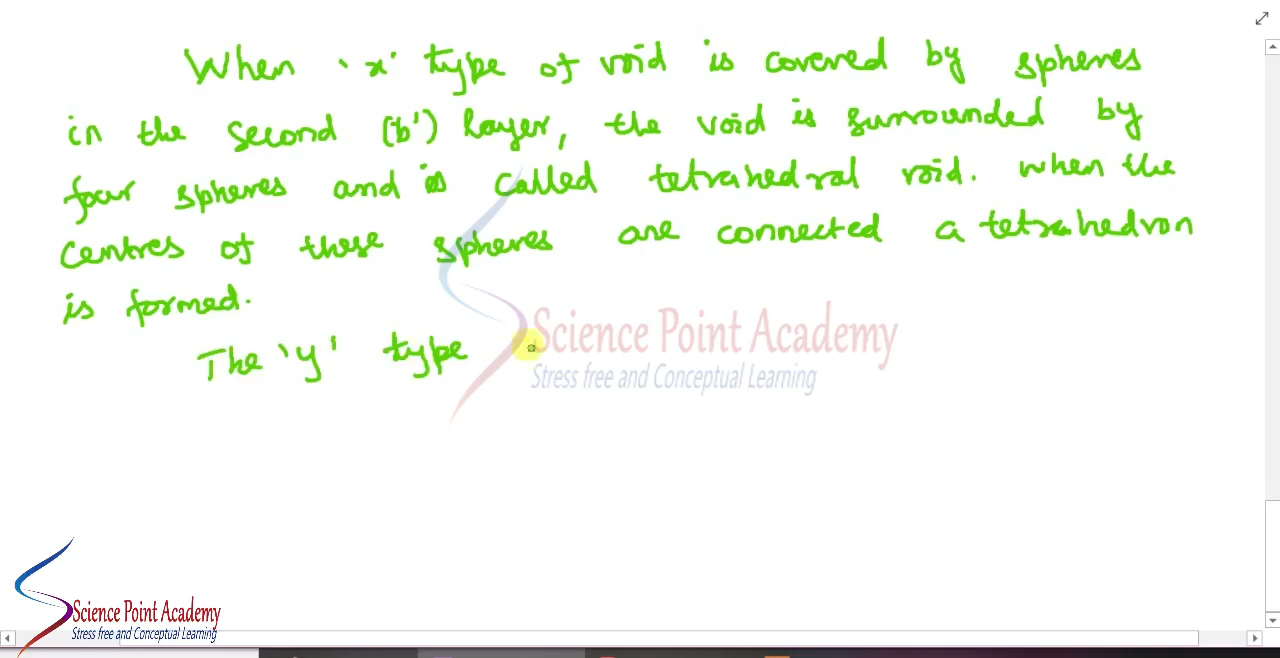 When 'x' type of void is covered by spheres
in the second (b') layer, the void is surrounded by
four spheres and is called tetrahedral void. when the
centres of these spheres are connected a tetrahedron
is formed.
The 'y' type
Science Point Academy
Stress free and Conceptual Learning
Science Point Academy
Stress free and Conceptual Learning